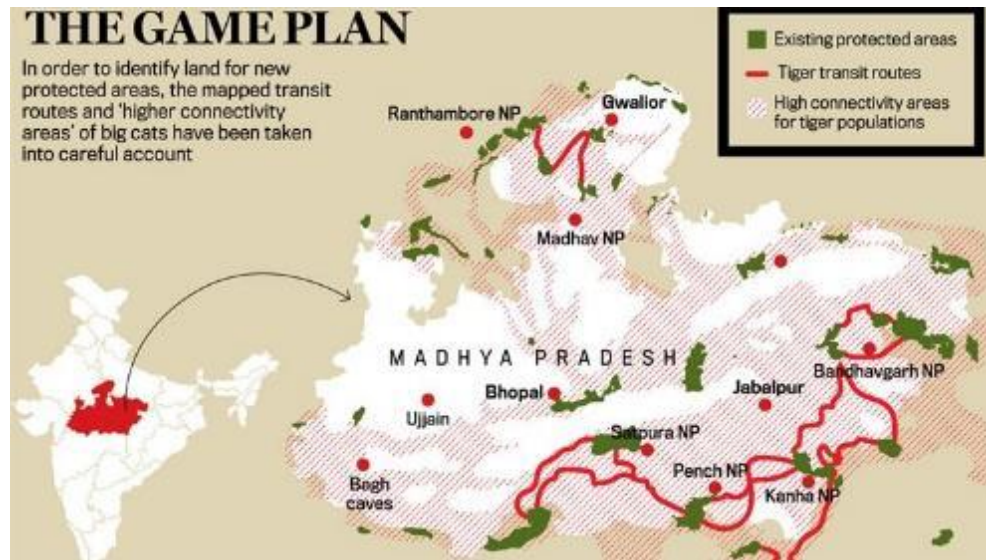 THE GAME PLAN
In order to identify land for new
protected areas, the mapped transit
routes and ‘higher connectivity
areas’ of big cats have been taken
into careful account
Existing protected areas
Tiger transit routes
High connectivity areas
for tiger populations
Ranthambore NP
Gwalior
Madhav NP
MADHYA PRADESH
Bandhavgarh NP
Bhopal
Jabalpur
Ujjain
Satpura NP
Pench NP
Kanha NP
Bagh
caves